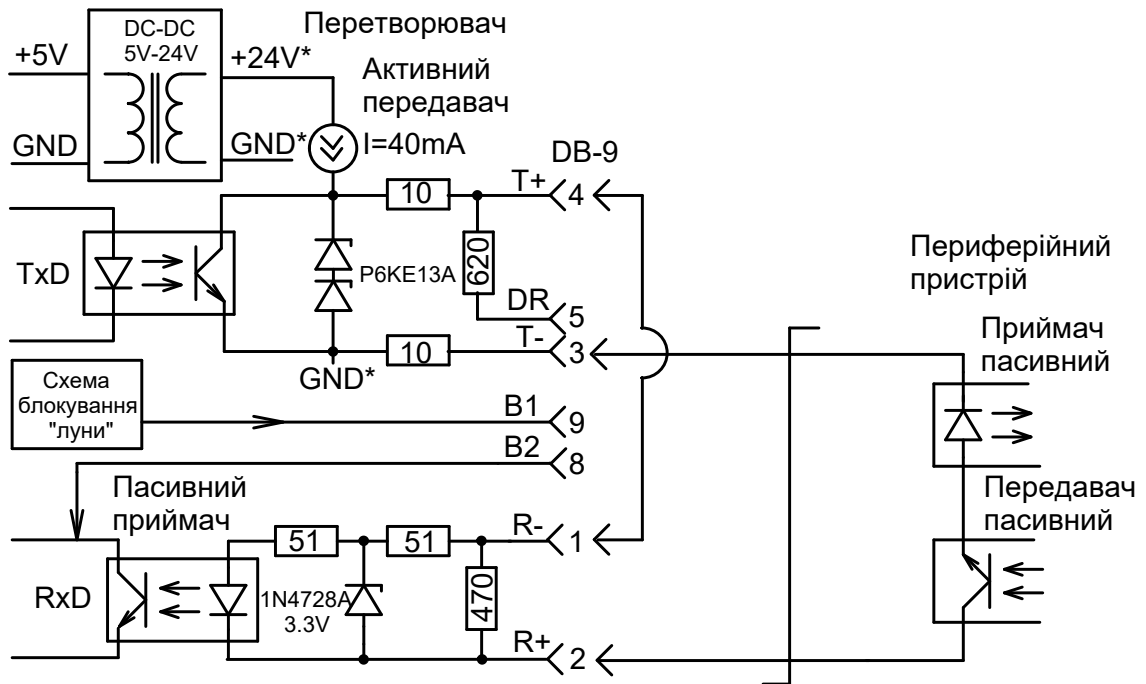 DC-DC
5V-24V
Перетворювач
+5V
+24V*
Активний
передавач
GND
GND*
I=40mA
DB-9
T+
4
10
620
TxD
P6KE13A
DR
5
T-
3
10
GND*
Периферійний
пристрій
Приймач
пасивний
Схема
блокування
"луни"
B1
9
B2
8
Пасивний
приймач
Передавач
пасивний
51
51
R-
1
RxD
1N4728A
3.3V
470
R+
2